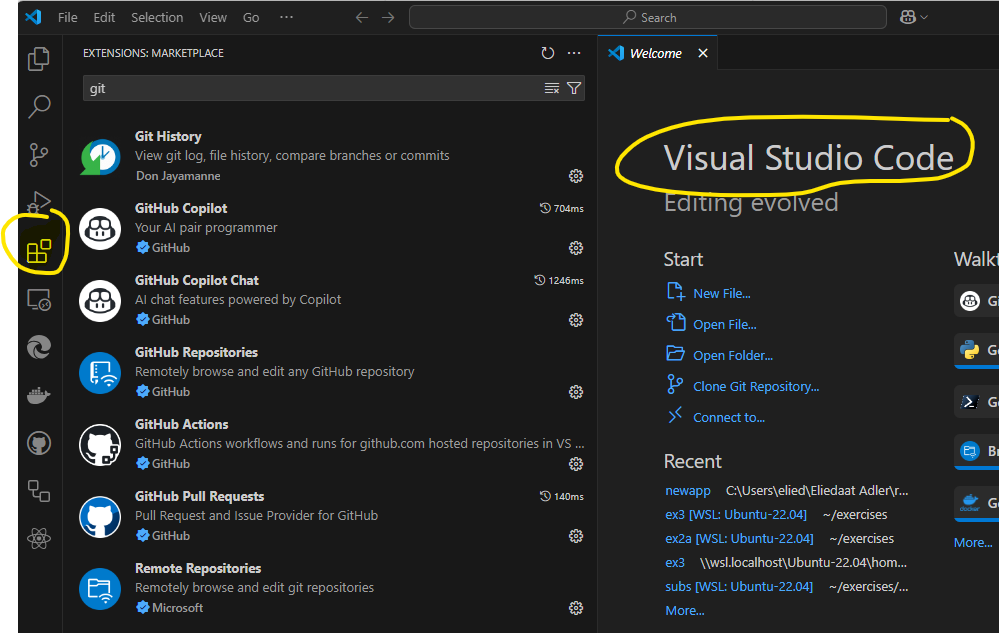 File Edit Selection View Go ··· Search
EXTENSIONS: MARKETPLACE ···
git
Git History
View git log, file history, compare branches or commits
Don Jayamanne
GitHub Copilot 704ms
Your AI pair programmer
GitHub
GitHub Copilot Chat 1246ms
AI chat features powered by Copilot
GitHub
GitHub Repositories
Remotely browse and edit any GitHub repository
GitHub
GitHub Actions
GitHub Actions workflows and runs for github.com hosted repositories in VS ...
GitHub
GitHub Pull Requests 140ms
Pull Request and Issue Provider for GitHub
GitHub
Remote Repositories
Remotely browse and edit git repositories
Microsoft
Welcome
Visual Studio Code
Editing evolved
Start
New File...
Open File...
Open Folder...
Clone Git Repository...
Connect to...
Recent
newapp C:\Users\elied\Eliedaat Adler\r...
ex3 [WSL: Ubuntu-22.04] ~/exercises
ex2a [WSL: Ubuntu-22.04] ~/exercises
ex3 \\wsl.localhost\Ubuntu-22.04\hom...
subs [WSL: Ubuntu-22.04] ~/exercises/...
More...
Walkt
Gi
G
G
Br
docker G
More...